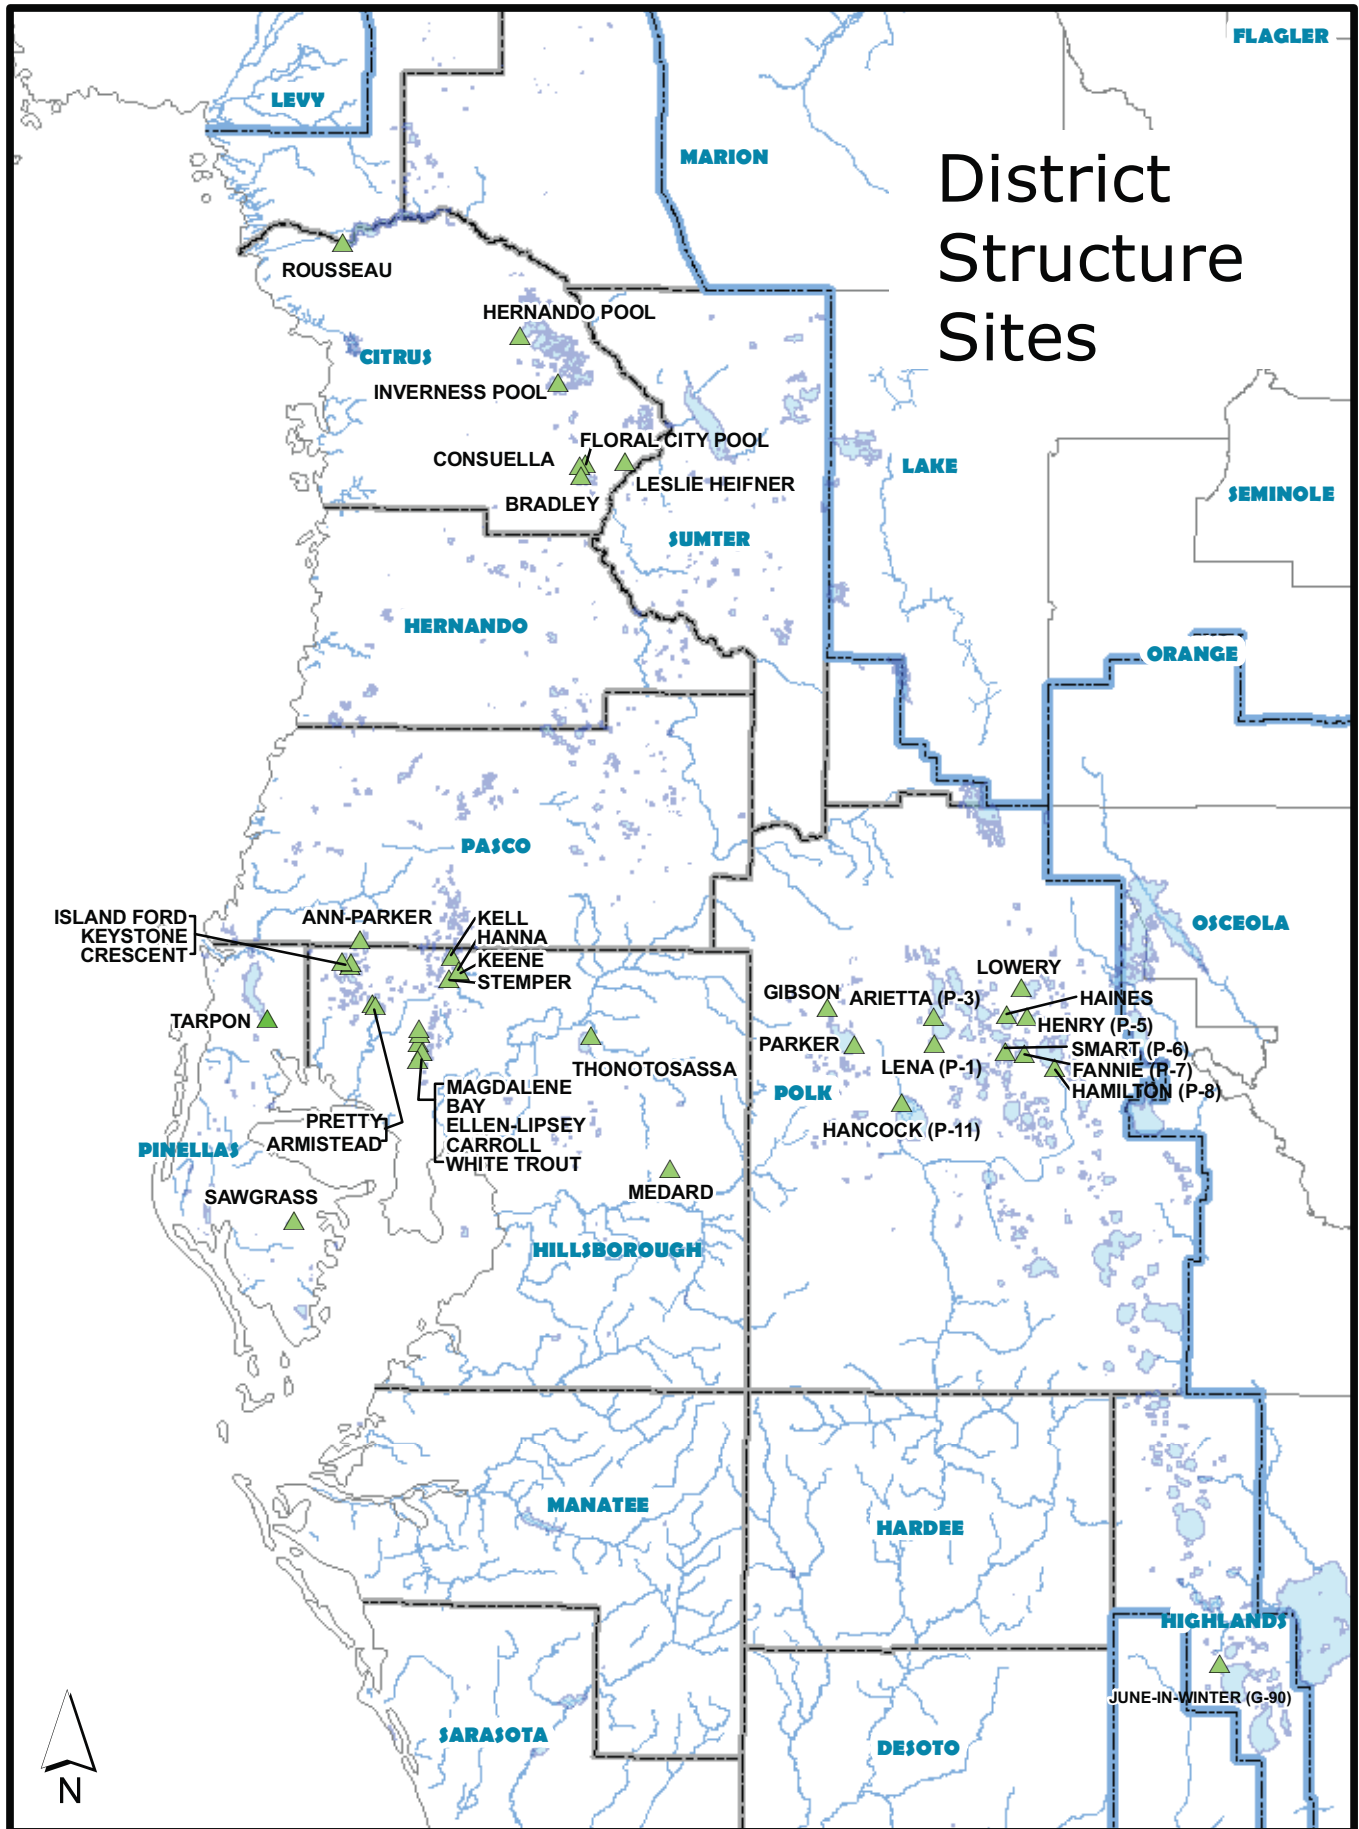 FLAGLER
LEVY
MARION
District
Structure
Sites
ROUSSEAU
HERNANDO POOL
CITRUS
INVERNESS POOL
FLORAL CITY POOL
CONSUELLA
LAKE
LESLIE HEIFNER
SEMINOLE
BRADLEY
SUMTER
HERNANDO
ORANGE
PASCO
ISLAND FORD
KEYSTONE
CRESCENT
ANN-PARKER
KELL
HANNA
KEENE
STEMPER
OSCEOLA
LOWERY
GIBSON
ARIETTA (P-3)
HAINES
TARPON
HENRY (P-5)
PARKER
SMART (P-6)
THONOTOSASSA
LENA (P-1)
FANNIE (P-7)
HAMILTON (P-8)
MAGDALENE
BAY
ELLEN-LIPSEY
CARROLL
WHITE TROUT
POLK
PRETTY
ARMISTEAD
HANCOCK (P-11)
PINELLAS
SAWGRASS
MEDARD
HILLSBOROUGH
MANATEE
HARDEE
HIGHLANDS
JUNE-IN-WINTER (G-90)
SARASOTA
DESOTO
N